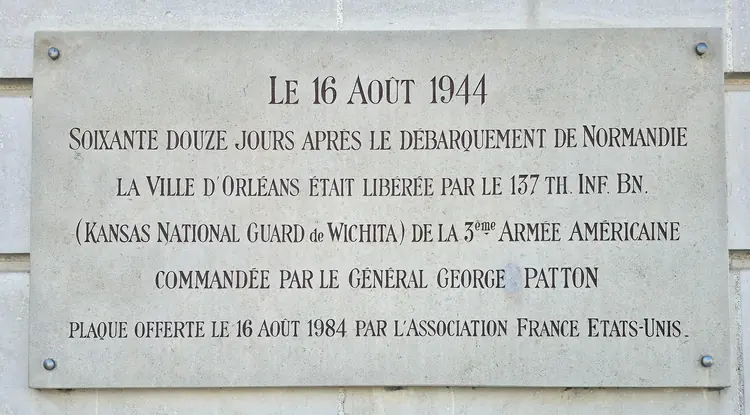 Le 16 Août 1944
Soixante douze jours après le débarquement de Normandie
la Ville d'Orléans était libérée par le 137 th. Inf. Bn.
(Kansas National Guard de Wichita) de la 3ème Armée Américaine
commandée par le Général George Patton
plaque offerte le 16 Août 1984 par l'Association France Etats-Unis.